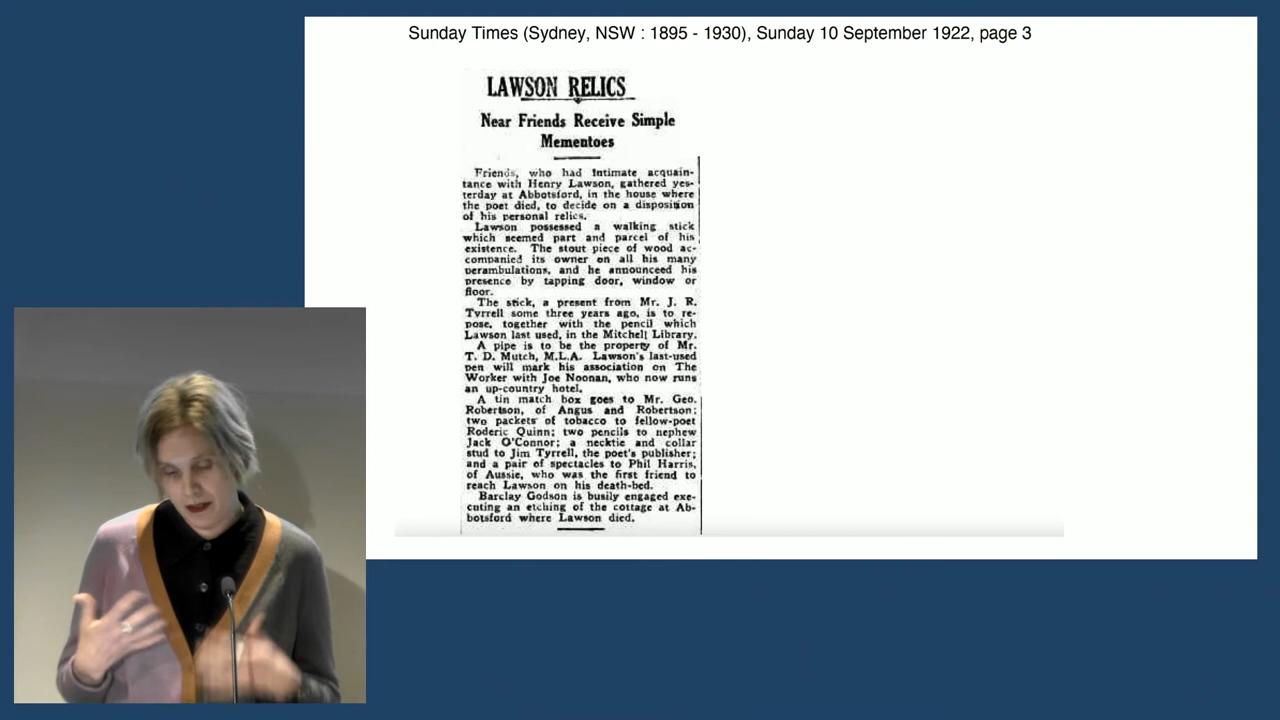 Sunday Times (Sydney, NSW : 1895 - 1930), Sunday 10 September 1922, page 3
LAWSON RELICS
Near Friends Receive Simple
Mementoes
Friends, who had intimate acquain-
tance with Henry Lawson, gathered yes-
terday at Abbotsford, in the house where
the poet died, to decide on a disposition
of his personal relics.
Lawson possessed a walking stick
which seemed part and parcel of his
existence. The stout piece of wood ac-
companied its owner on all his many
perambulations, and he announceed his
presence by tapping door, window or
floor.
The stick, a present from Mr. J. R.
Tyrrell some three years ago, is to re-
pose, together with the pencil which
Lawson last used, in the Mitchell Library.
A pipe is to be the property of Mr.
T. D. Mutch, M.L.A. Lawson's last-used
pen will mark his association on The
Worker with Joe Noonan, who now runs
an up-country hotel.
A tin match box goes to Mr. Geo.
Robertson, of Angus and Robertson;
two packets of tobacco to fellow-poet
Roderic Quinn; two pencils to nephew
Jack O'Connor; a necktie and collar
stud to Jim Tyrrell, the poet's publisher;
and a pair of spectacles to Phil Harris,
of Aussie, who was the first friend to
reach Lawson on his death-bed.
Barclay Godson is busily engaged exe-
cuting an etching of the cottage at Ab-
botsford where Lawson died.